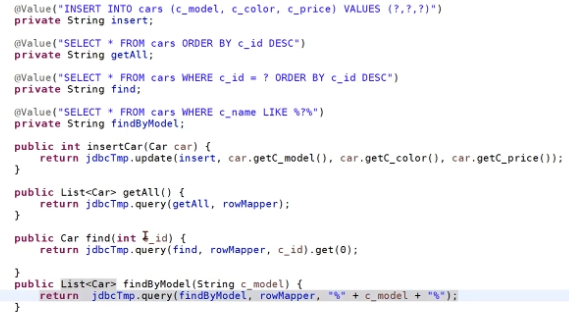 @Value("INSERT INTO cars (c_model, c_color, c_price) VALUES (?,?,?)")
private String insert;
@Value("SELECT * FROM cars ORDER BY c_id DESC")
private String getAll;
@Value("SELECT * FROM cars WHERE c_id = ? ORDER BY c_id DESC")
private String find;
@Value("SELECT * FROM cars WHERE c_name LIKE %?%")
private String findByModel;
public int insertCar(Car car) {
return jdbcTmp.update(insert, car.getC_model(), car.getC_color(), car.getC_price());
}
public List<Car> getAll() {
return jdbcTmp.query(getAll, rowMapper);
}
public Car find(int c_id) {
return jdbcTmp.query(find, rowMapper, c_id).get(0);
}
public List<Car> findByModel(String c_model) {
return jdbcTmp.query(findByModel, rowMapper, "%" + c_model + "%");
}